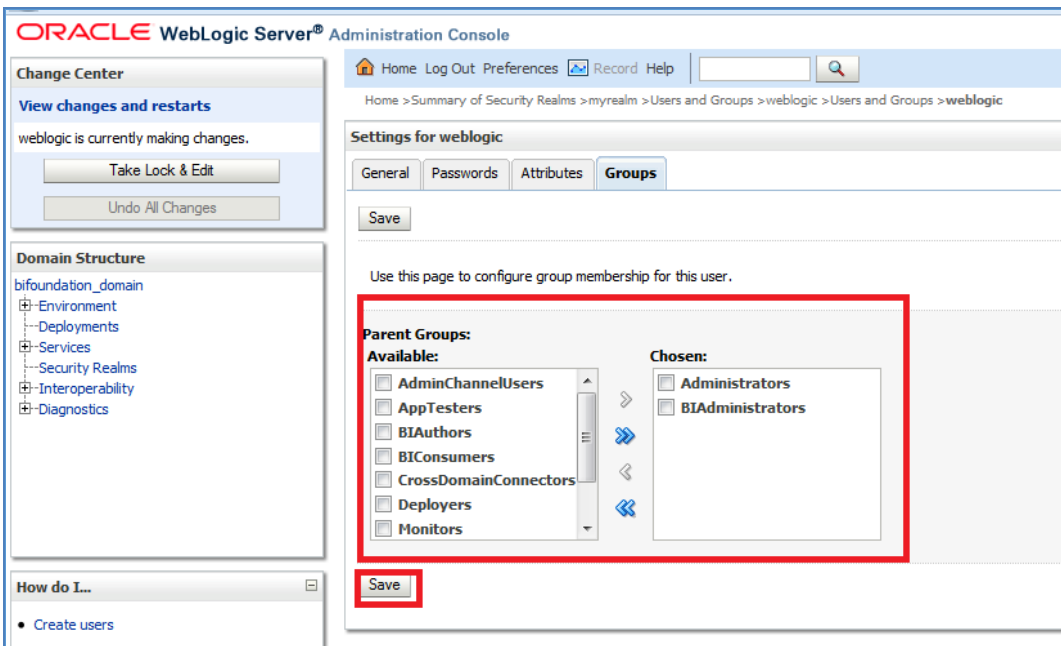 ORACLE WebLogic Server® Administration Console
Change Center
View changes and restarts
weblogic is currently making changes.
Take Lock & Edit
Undo All Changes
Domain Structure
bifoundation_domain
Environment
Deployments
Services
Security Realms
Interoperability
Diagnostics
How do I...
Create users
Home Log Out Preferences Record Help
Home >Summary of Security Realms >myrealm >Users and Groups >weblogic >Users and Groups >weblogic
Settings for weblogic
General Passwords Attributes Groups
Save
Use this page to configure group membership for this user.
Parent Groups:
Available:
AdminChannelUsers
AppTesters
BIAuthors
BIConsumers
CrossDomainConnectors
Deployers
Monitors
Chosen:
Administrators
BIAdministrators
Save